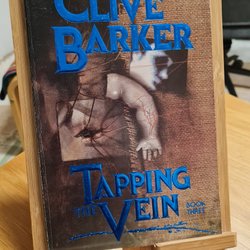 CLIVE
BARKER
TAPPING
THE
VEIN
BOOK
THREE